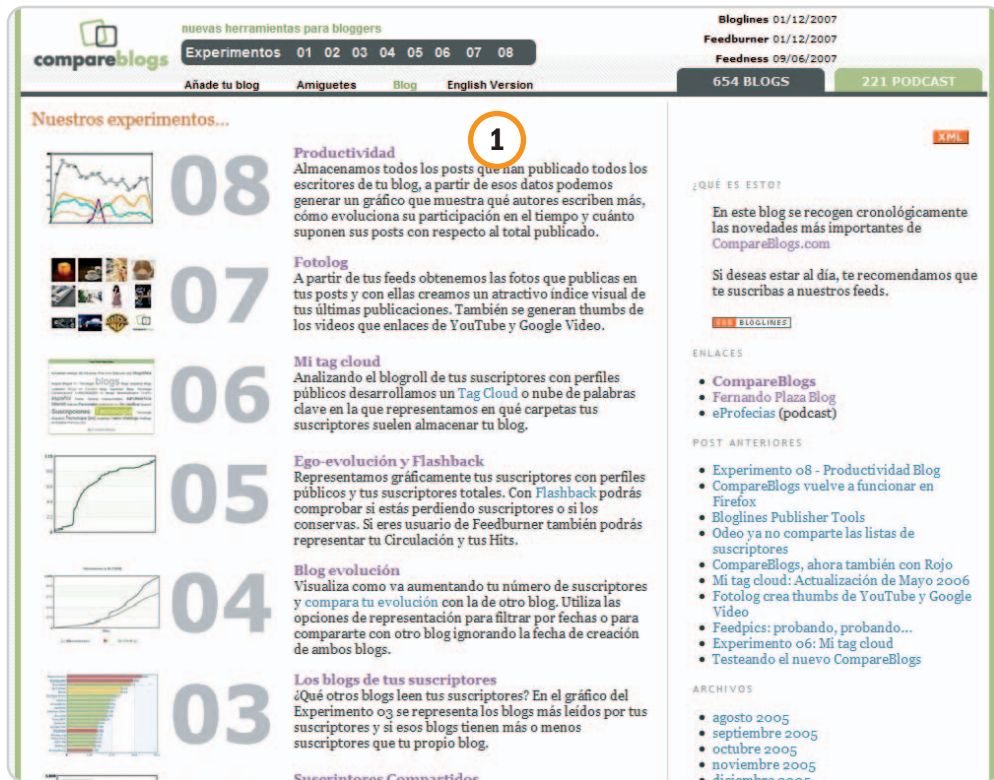 compareblogs
nuevas herramientas para bloggers
Experimentos 01 02 03 04 05 06 07 08
Añade tu blog Amiguetes Blog English Version
Bloglines 01/12/2007
Feedburner 01/12/2007
Feedness 09/06/2007
654 BLOGS 221 PODCAST
Nuestros experimentos...
1
08
Productividad
Almacenamos todos los posts que han publicado todos los
escritores de tu blog, a partir de esos datos podemos
generar un gráfico que muestra qué autores escriben más,
cómo evoluciona su participación en el tiempo y cuánto
suponen sus posts con respecto al total publicado.
07
Fotolog
A partir de tus feeds obtenemos las fotos que publicas en
tus posts y con ellas creamos un atractivo índice visual de
tus últimas publicaciones. También se generan thumbs de
los videos que enlaces de YouTube y Google Video.
06
Mi tag cloud
Analizando el blogroll de tus suscriptores con perfiles
públicos desarrollamos un Tag Cloud o nube de palabras
clave en la que representamos en qué carpetas tus
suscriptores suelen almacenar tu blog.
blogs
Suscripciones
05
Ego-evolución y Flashback
Representamos gráficamente tus suscriptores con perfiles
públicos y tus suscriptores totales. Con Flashback podrás
comprobar si estás perdiendo suscriptores o si los
conservas. Si eres usuario de Feedburner también podrás
representar tu Circulación y tus Hits.
04
Blog evolución
Visualiza como va aumentando tu número de suscriptores
y compara tu evolución con la de otro blog. Utiliza las
opciones de representación para filtrar por fechas o para
compararte con otro blog ignorando la fecha de creación
de ambos blogs.
03
Los blogs de tus suscriptores
¿Qué otros blogs leen tus suscriptores? En el gráfico del
Experimento 03 se representa los blogs más leídos por tus
suscriptores y si esos blogs tienen más o menos
suscriptores que tu propio blog.
Suscriptores Compartidos
XML
¿QUÉ ES ESTO?
En este blog se recogen cronológicamente
las novedades más importantes de
CompareBlogs.com
Si deseas estar al día, te recomendamos que
te suscribas a nuestros feeds.
BLOGLINES
ENLACES
CompareBlogs
Fernando Plaza Blog
eProfecias (podcast)
POST ANTERIORES
Experimento 08 - Productividad Blog
CompareBlogs vuelve a funcionar en
Firefox
Bloglines Publisher Tools
Odeo ya no comparte las listas de
suscriptores
CompareBlogs, ahora también con Rojo
Mi tag cloud: Actualización de Mayo 2006
Fotolog crea thumbs de YouTube y Google
Video
Feedpics: probando, probando...
Experimento 06: Mi tag cloud
Testeando el nuevo CompareBlogs
ARCHIVOS
agosto 2005
septiembre 2005
octubre 2005
noviembre 2005
diciembre 2005